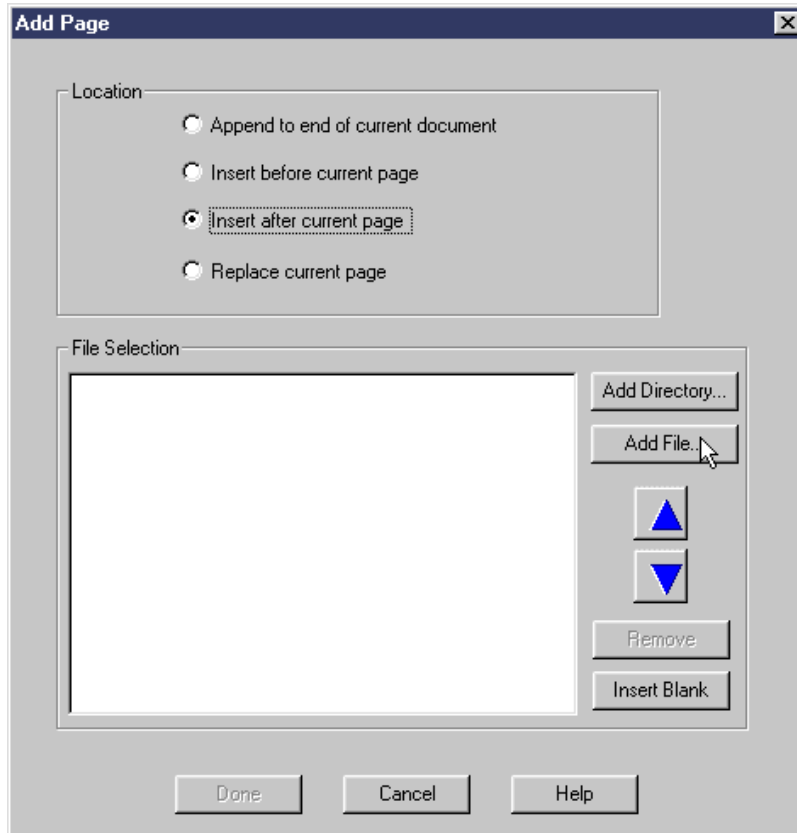 Add Page
Location
Append to end of current document
Insert before current page
Insert after current page
Replace current page
File Selection
Add Directory...
Add File...
Remove
Insert Blank
Done
Cancel
Help